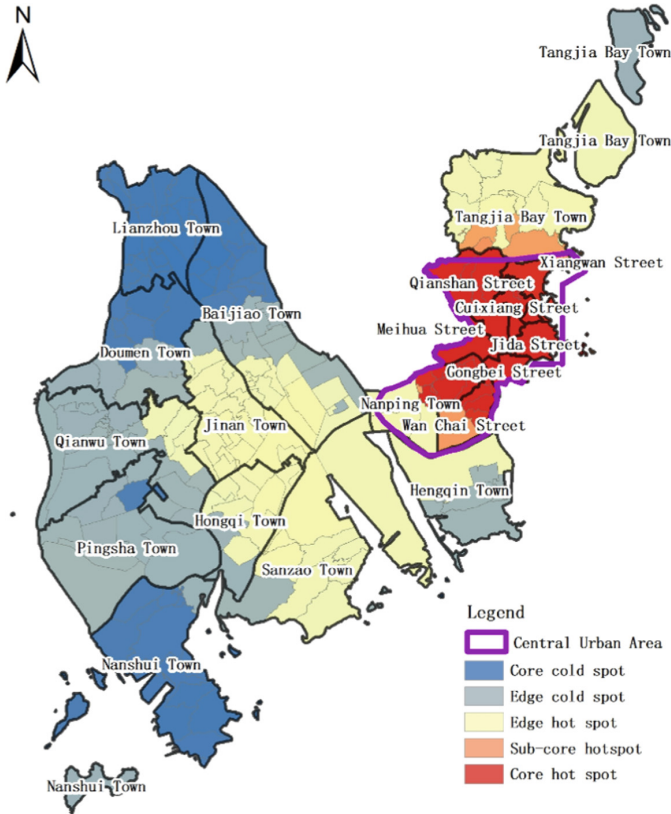 N
Tangjia Bay Town
Tangjia Bay Town
Tangjia Bay Town
Lianzhou Town
Xiangwan Street
Qianshan Street
Cuixiang Street
Baijiao Town
Meihua Street
Jida Street
Doumen Town
Gongbei Street
Nanping Town
Jinan Town
Wan Chai Street
Qianwu Town
Hengqin Town
Hongqi Town
Pingsha Town
Sanzao Town
Nanshui Town
Nanshui Town
Legend
Central Urban Area
Core cold spot
Edge cold spot
Edge hot spot
Sub-core hotspot
Core hot spot